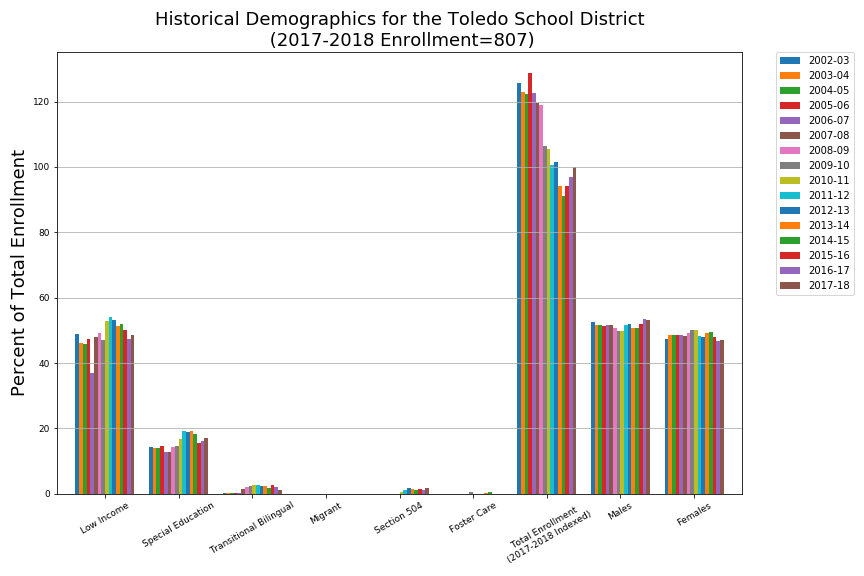 Historical Demographics for the Toledo School District
(2017-2018 Enrollment=807)
Percent of Total Enrollment
120
100
80
60
40
20
0
Low Income
Special Education
Transitional Bilingual
Migrant
Section 504
Foster Care
Total Enrollment
(2017-2018 Indexed)
Males
Females
2002-03
2003-04
2004-05
2005-06
2006-07
2007-08
2008-09
2009-10
2010-11
2011-12
2012-13
2013-14
2014-15
2015-16
2016-17
2017-18